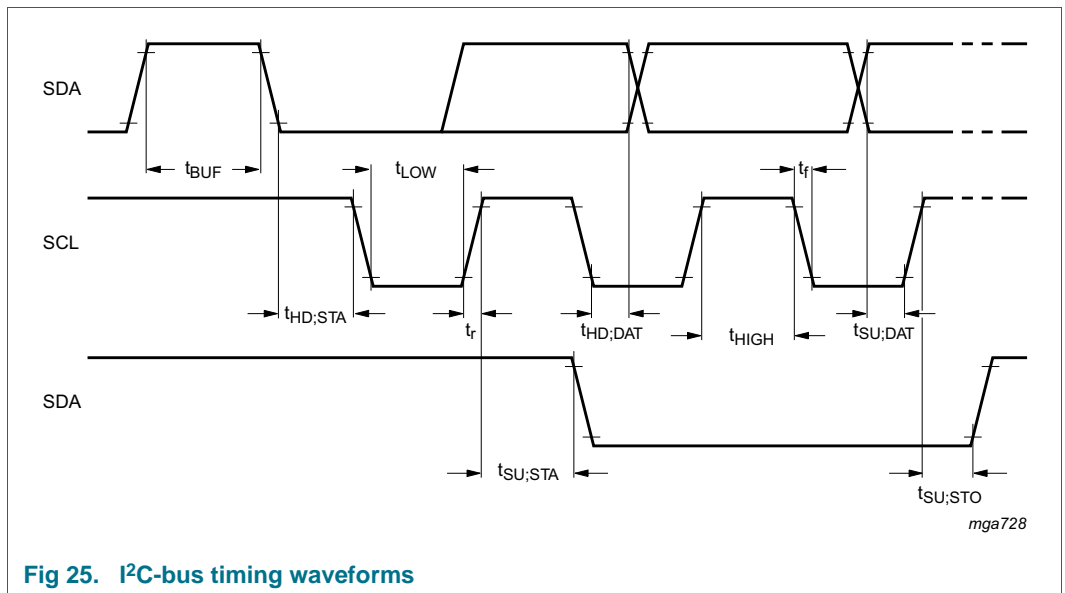 SDA
tBUF
tLOW
tf
SCL
tHD;STA
tr
tHD;DAT
tHIGH
tSU;DAT
SDA
tSU;STA
tSU;STO
mga728
Fig 25. I²C-bus timing waveforms